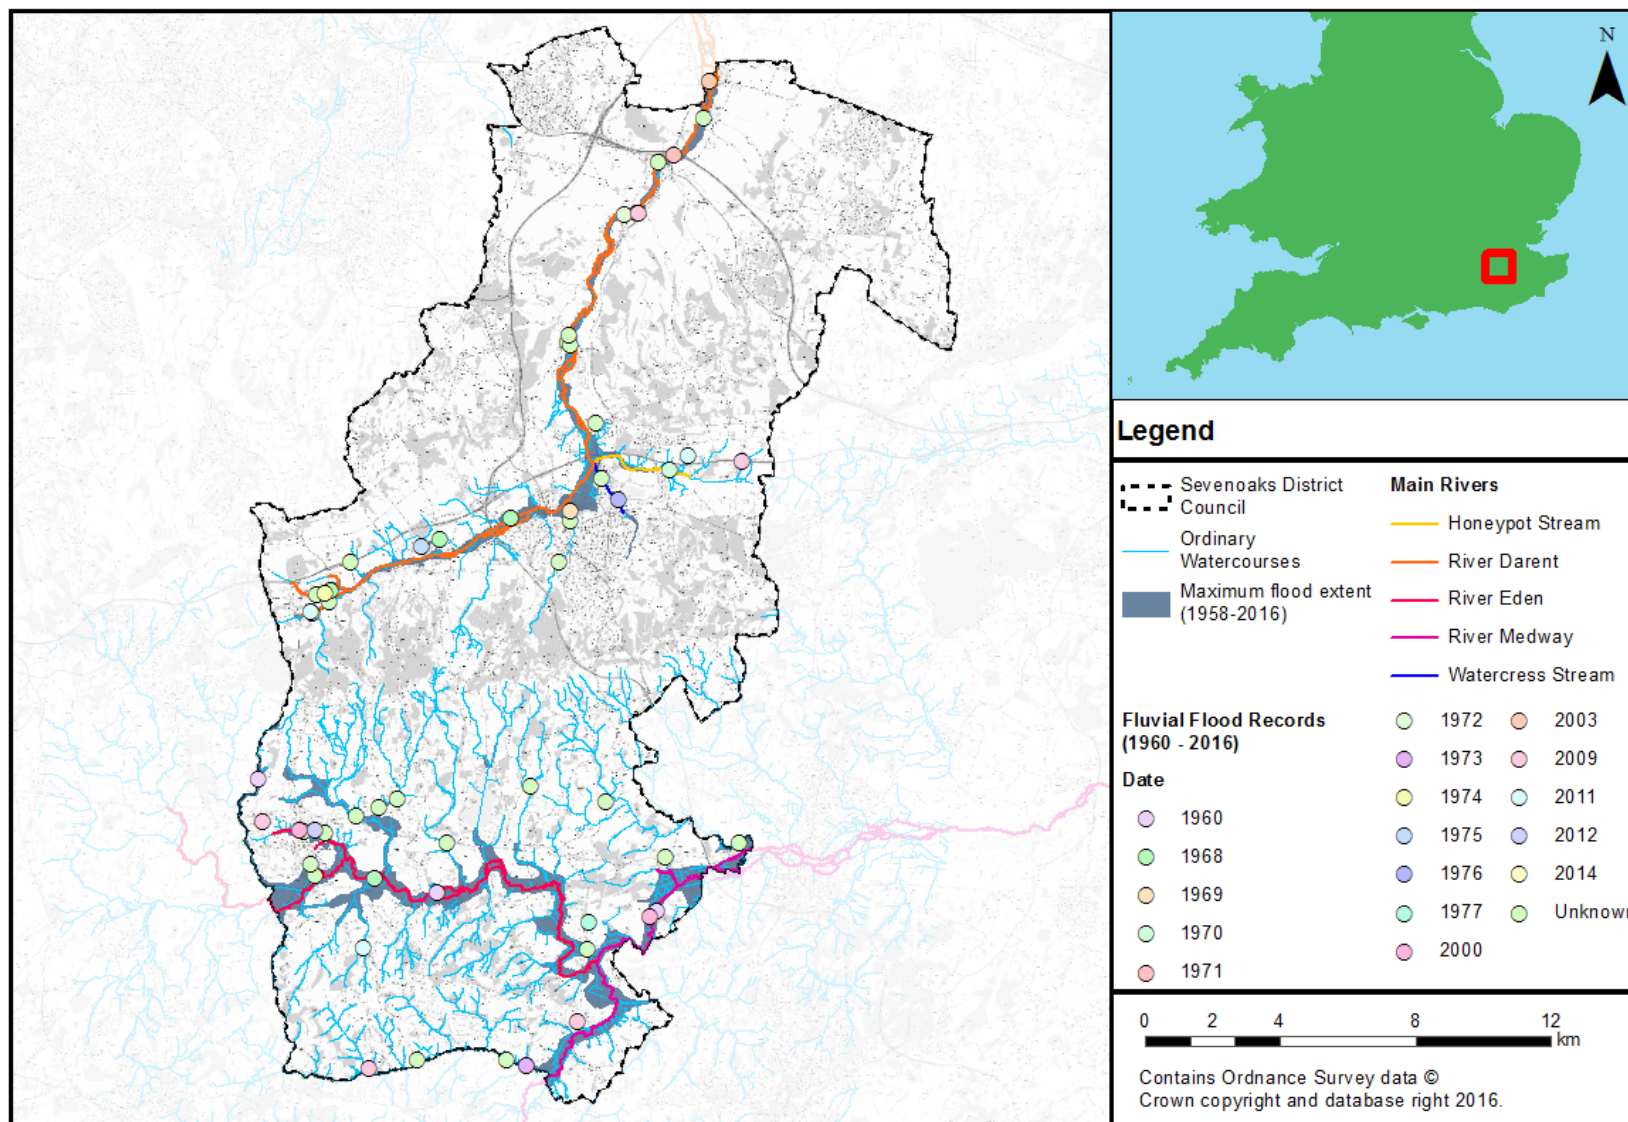 N
Legend
Sevenoaks District
Council
Ordinary
Watercourses
Maximum flood extent
(1958-2016)
Main Rivers
Honeypot Stream
River Darent
River Eden
River Medway
Watercress Stream
Fluvial Flood Records
(1960 - 2016)
Date
1960
1968
1969
1970
1971
1972
1973
1974
1975
1976
1977
2000
2003
2009
2011
2012
2014
Unknown
0 2 4 8 12
km
Contains Ordnance Survey data ©
Crown copyright and database right 2016.